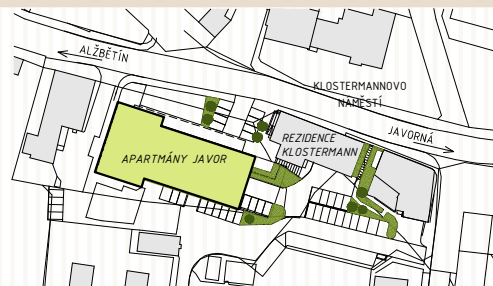 ALŽBĚTÍN
KLOSTERMANNOVO
NÁMĚSTÍ
JAVORNÁ
REZIDENCE
KLOSTERMANN
APARTMÁNY JAVOR